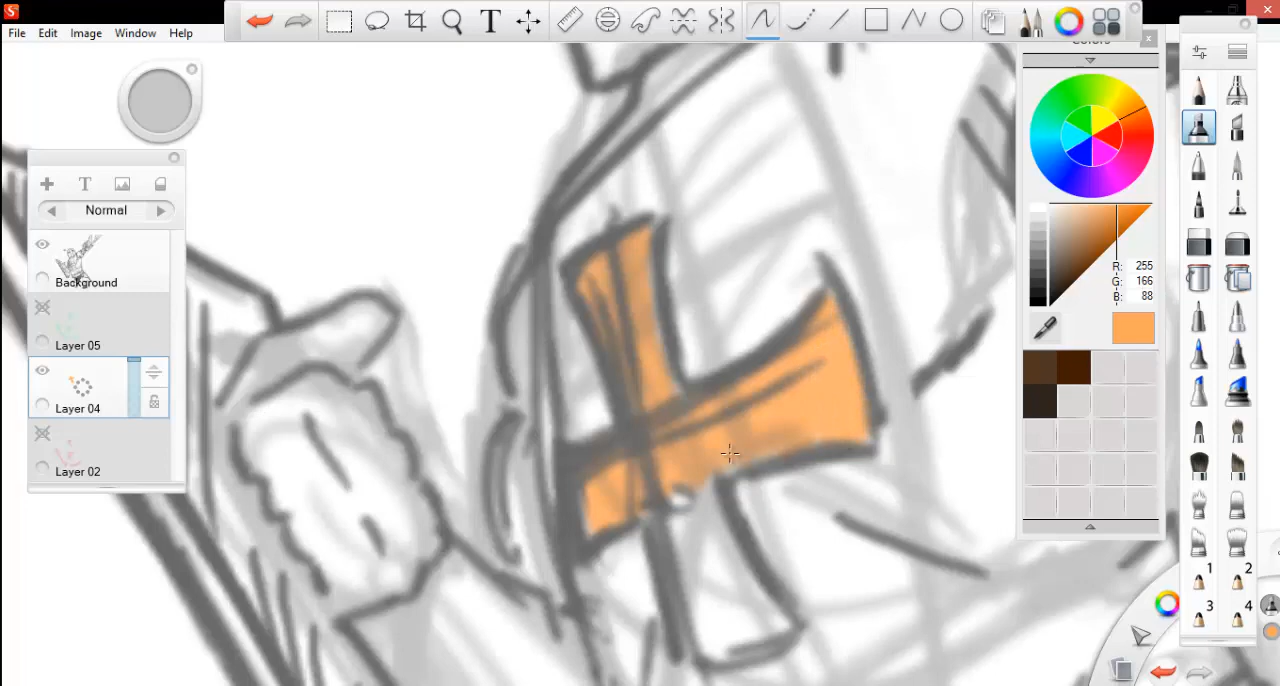 S
T
File Edit Image Window Help
Colors
T
Normal
Background
Layer 05
Layer 04
Layer 02
R: 255
G: 166
B: 88
1 2
3 4